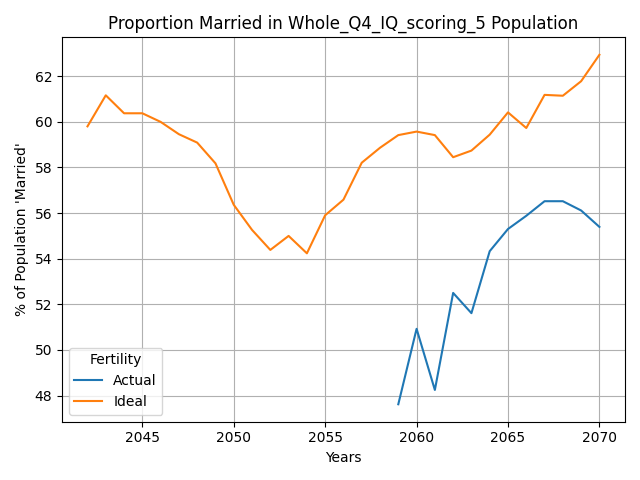 Proportion Married in Whole_Q4_IQ_scoring_5 Population
% of Population 'Married'
62
60
58
56
54
52
50
48
Fertility
Actual
Ideal
2045 2050 2055 2060 2065 2070
Years